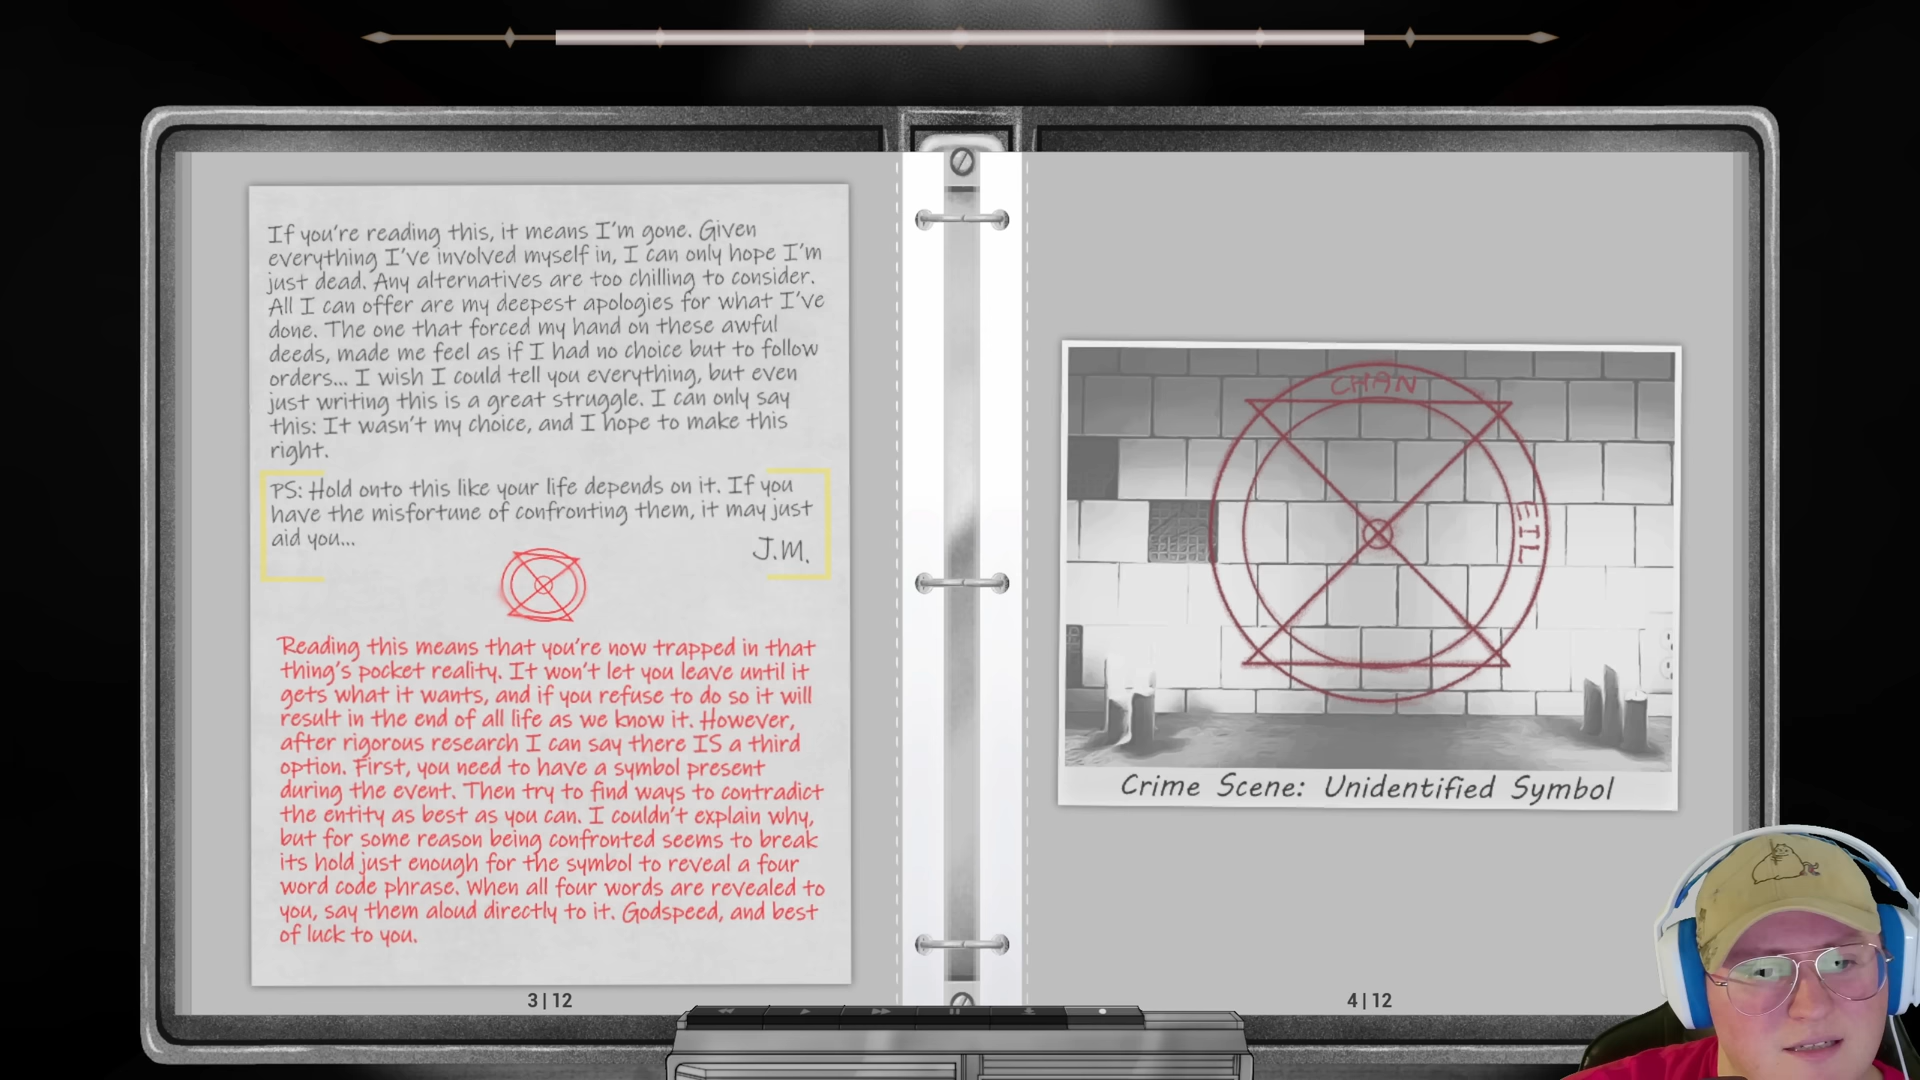 If you're reading this, it means I'm gone. Given
everything I've involved myself in, I can only hope I'm
just dead. Any alternatives are too chilling to consider.
All I can offer are my deepest apologies for what I've
done. The one that forced my hand on these awful
deeds, made me feel as if I had no choice but to follow
orders... I wish I could tell you everything, but even
just writing this is a great struggle. I can only say
this: It wasn't my choice, and I hope to make this
right.
PS: Hold onto this like your life depends on it. If you
have the misfortune of confronting them, it may just
aid you...
J.M.
Reading this means that you're now trapped in that
thing's pocket reality. It won't let you leave until it
gets what it wants, and if you refuse to do so it will
result in the end of all life as we know it. However,
after rigorous research I can say there IS a third
option. First, you need to have a symbol present
during the event. Then try to find ways to contradict
the entity as best as you can. I couldn't explain why,
but for some reason being confronted seems to break
its hold just enough for the symbol to reveal a four
word code phrase. When all four words are revealed to
you, say them aloud directly to it. Godspeed, and best
of luck to you.
3|12
CHAN
EIL
Crime Scene: Unidentified Symbol
4|12